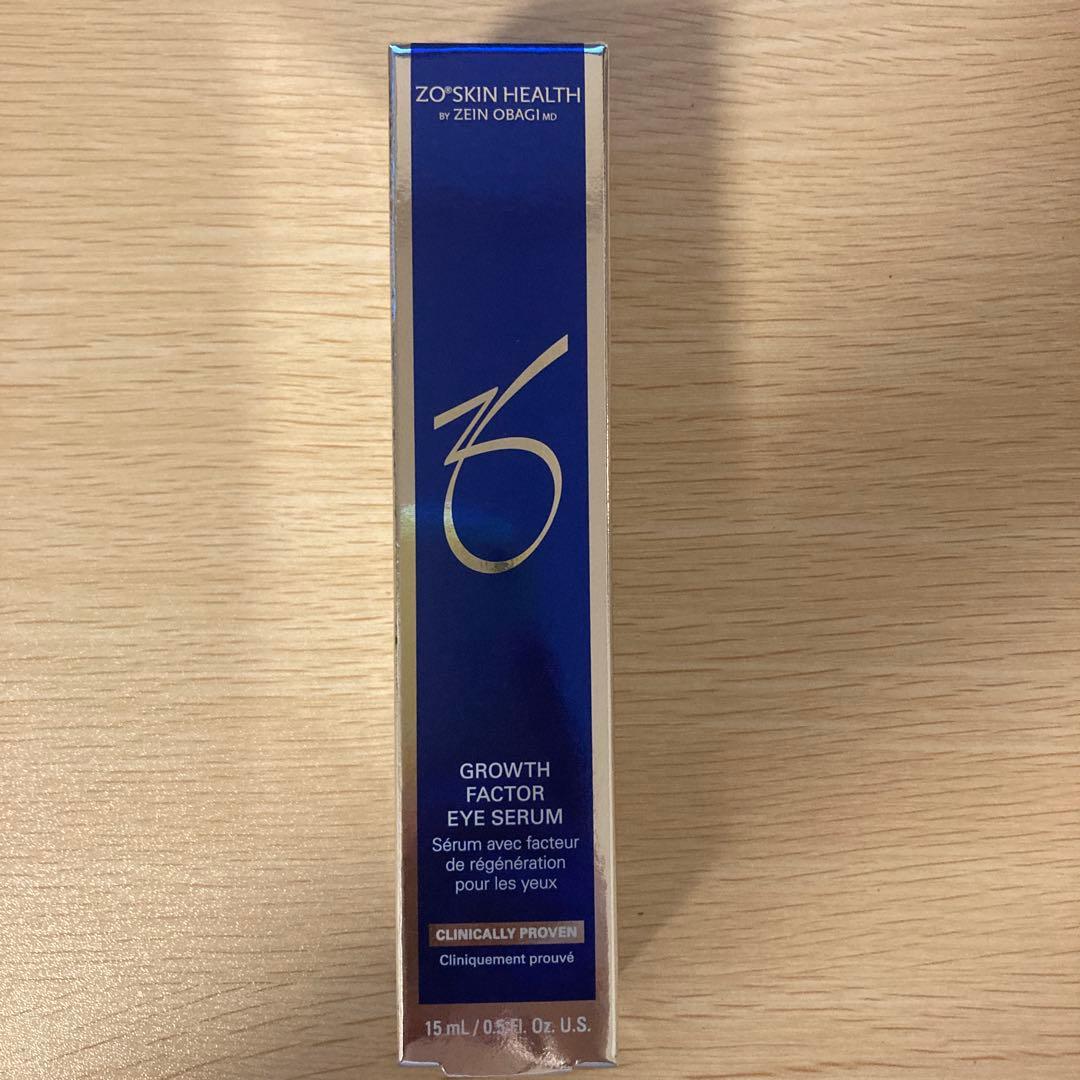 ZO® SKIN HEALTH
BY ZEIN OBAGI MD
GROWTH
FACTOR
EYE SERUM
Sérum avec facteur
de régénération
pour les yeux
CLINICALLY PROVEN
Cliniquement prouvé
15 mL / 0.5 Fl. Oz. U.S.